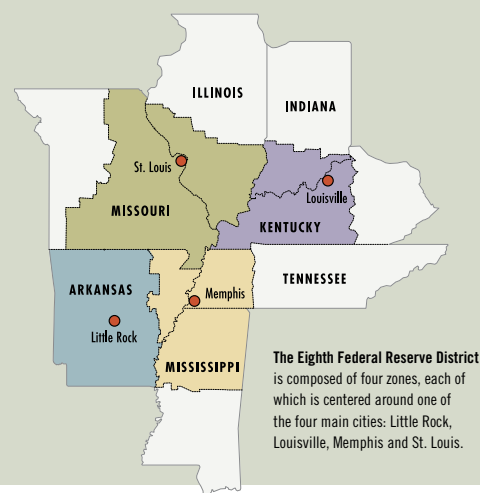 ILLINOIS
INDIANA
St. Louis
Louisville
MISSOURI
KENTUCKY
TENNESSEE
ARKANSAS
Memphis
Little Rock
MISSISSIPPI
The Eighth Federal Reserve District
is composed of four zones, each of
which is centered around one of
the four main cities: Little Rock,
Louisville, Memphis and St. Louis.